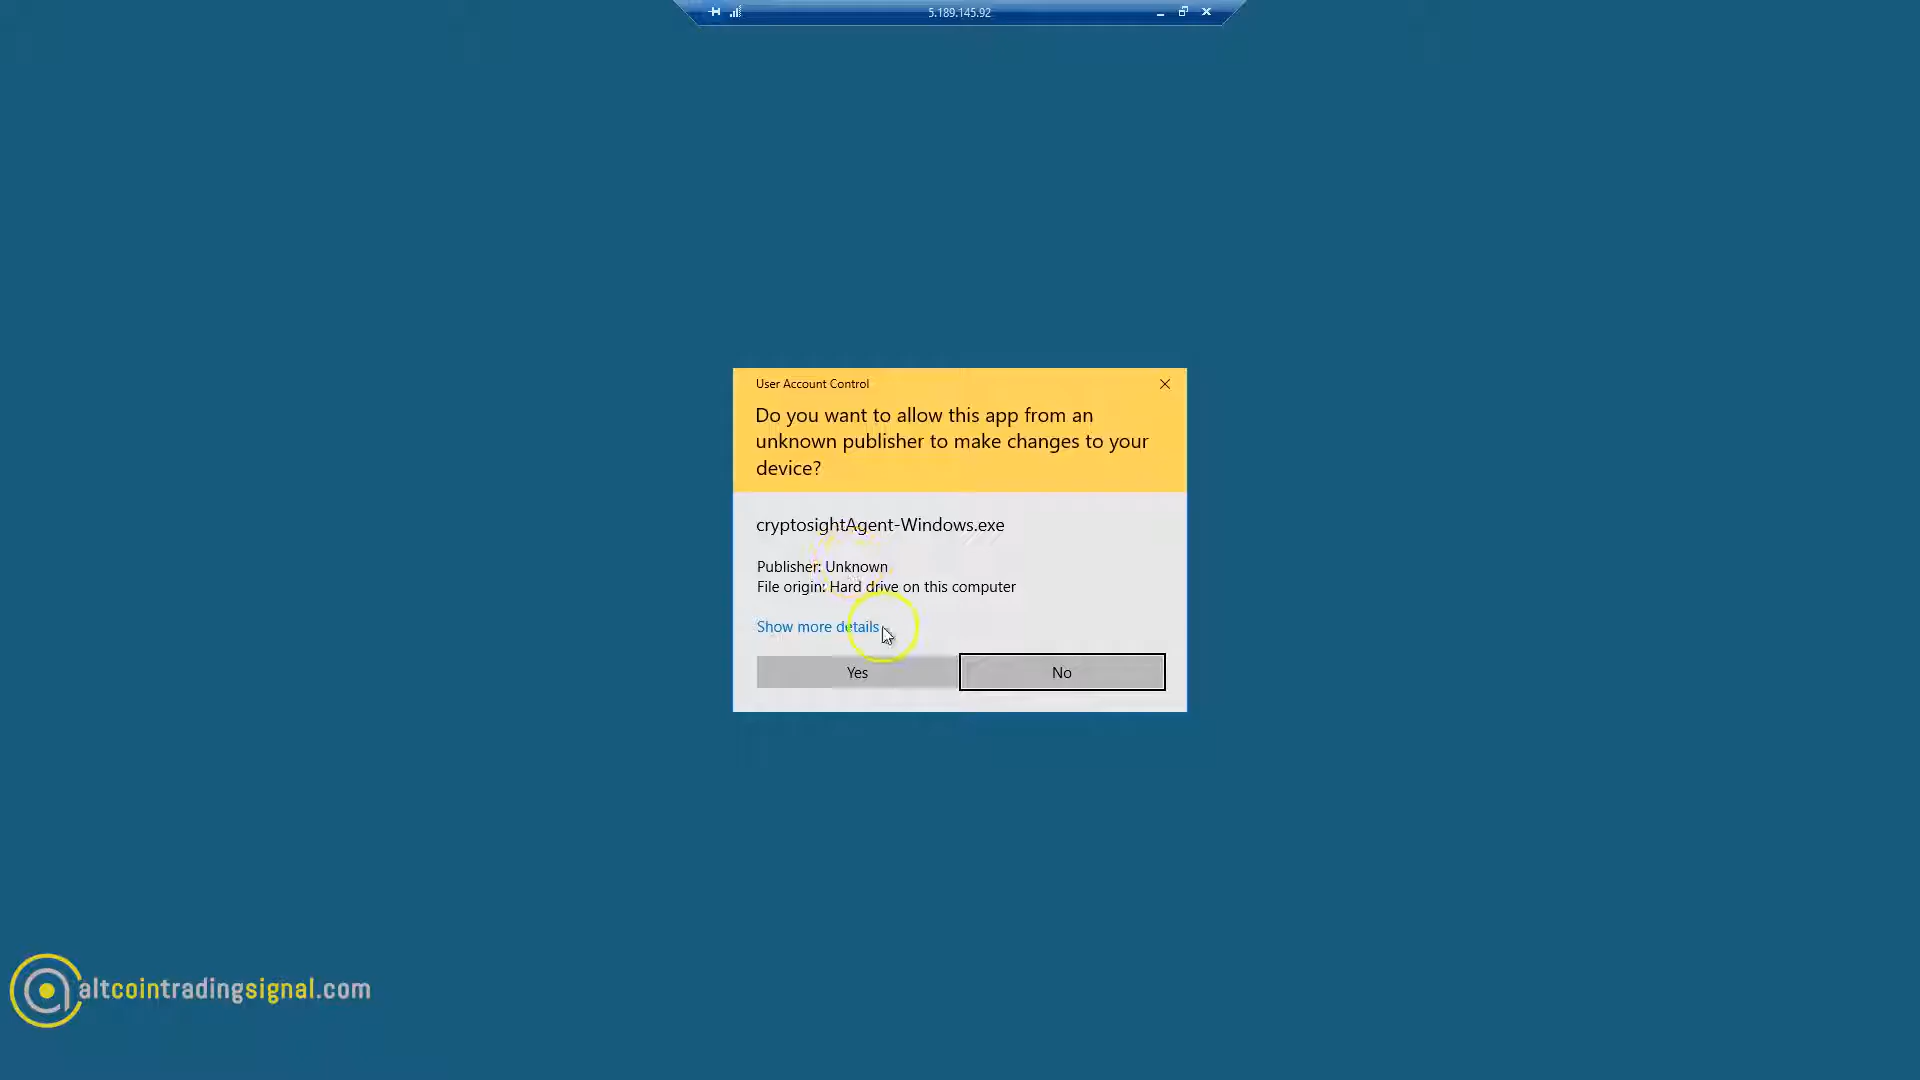 5.189.145.92
User Account Control
Do you want to allow this app from an
unknown publisher to make changes to your
device?
cryptosightAgent-Windows.exe
Publisher: Unknown
File origin: Hard drive on this computer
Show more details
Yes
No
altcointradingsignal.com